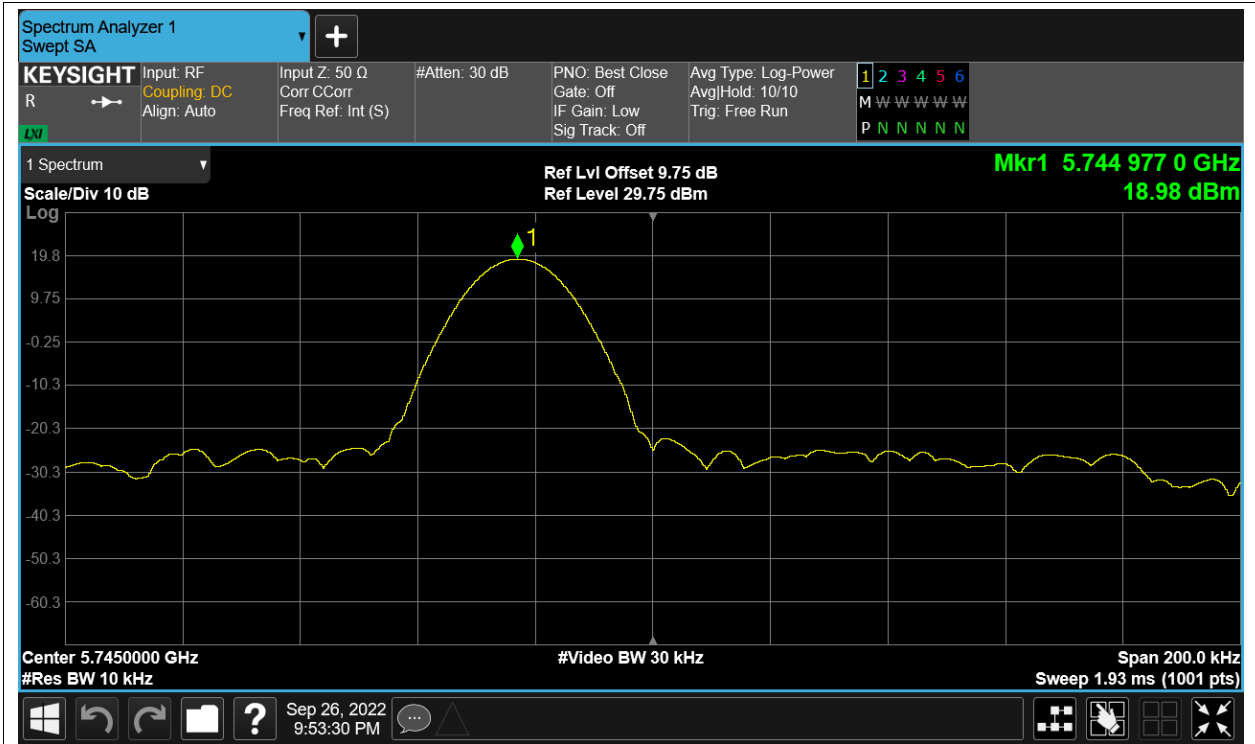 Spectrum Analyzer 1
Swept SA
KEYSIGHT
R
LXI
Input: RF
Coupling: DC
Align: Auto
Input Z: 50 Ω
Corr CCorr
Freq Ref: Int (S)
#Atten: 30 dB
PNO: Best Close
Gate: Off
IF Gain: Low
Sig Track: Off
Avg Type: Log-Power
Avg|Hold: 10/10
Trig: Free Run
1 2 3 4 5 6
M W W W W W
P N N N N N
1 Spectrum
Scale/Div 10 dB
Log
Ref Lvl Offset 9.75 dB
Ref Level 29.75 dBm
Mkr1 5.744 977 0 GHz
18.98 dBm
1
19.8
9.75
-0.25
-10.3
-20.3
-30.3
-40.3
-50.3
-60.3
Center 5.7450000 GHz
#Res BW 10 kHz
#Video BW 30 kHz
Span 200.0 kHz
Sweep 1.93 ms (1001 pts)
?
Sep 26, 2022
9:53:30 PM